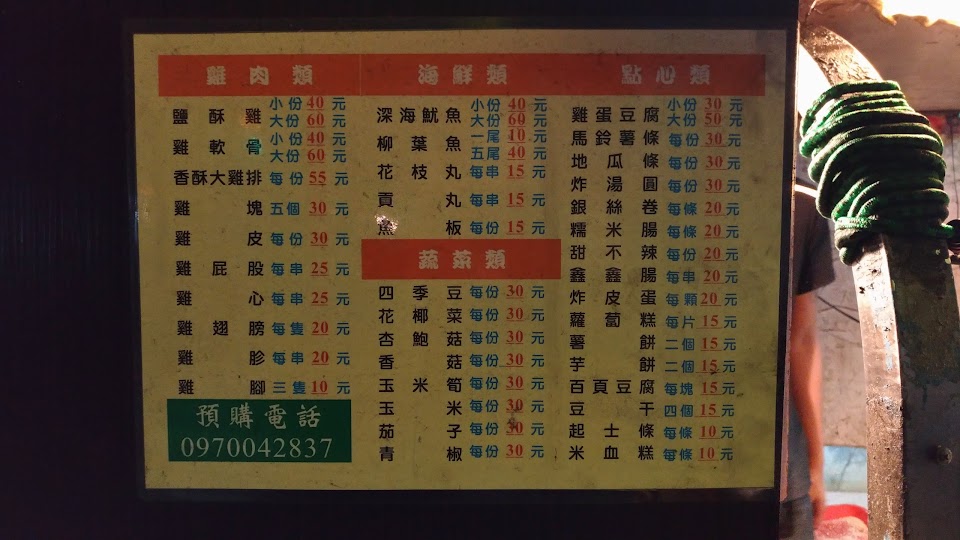 雞肉類
鹽酥雞 小份 40 元
大份 60 元
雞軟骨 小份 40 元
大份 60 元
香酥大雞排 每份 55 元
雞塊 五個 30 元
雞皮 每份 30 元
雞屁股 每串 25 元
雞心 每串 25 元
雞翅膀 每隻 20 元
雞胗 每串 20 元
雞腳 三隻 10 元
預購電話
0970042837
海鮮類
深海魷魚 小份 40 元
大份 60 元
柳葉魚 一尾 10 元
五尾 40 元
花枝丸 每串 15 元
貢丸 每串 15 元
黑板 每份 15 元
蔬菜類
四季豆 每份 30 元
花椰菜 每份 30 元
杏鮑菇 每份 30 元
香菇 每份 30 元
玉米筍 每份 30 元
玉米 每份 30 元
茄子 每份 30 元
青椒 每份 30 元
點心類
雞蛋豆腐 小份 30 元
大份 50 元
馬鈴薯條 每份 30 元
地瓜條 每份 30 元
炸湯圓 每份 30 元
銀絲卷 每條 20 元
糯米腸 每條 20 元
甜不辣 每份 20 元
鑫鑫腸 每串 20 元
炸皮蛋 每顆 20 元
蘿蔔糕 每片 15 元
薯餅 二個 15 元
芋餅 二個 15 元
百頁豆腐 每塊 15 元
豆干 四個 15 元
起士條 每條 10 元
米血糕 每條 10 元